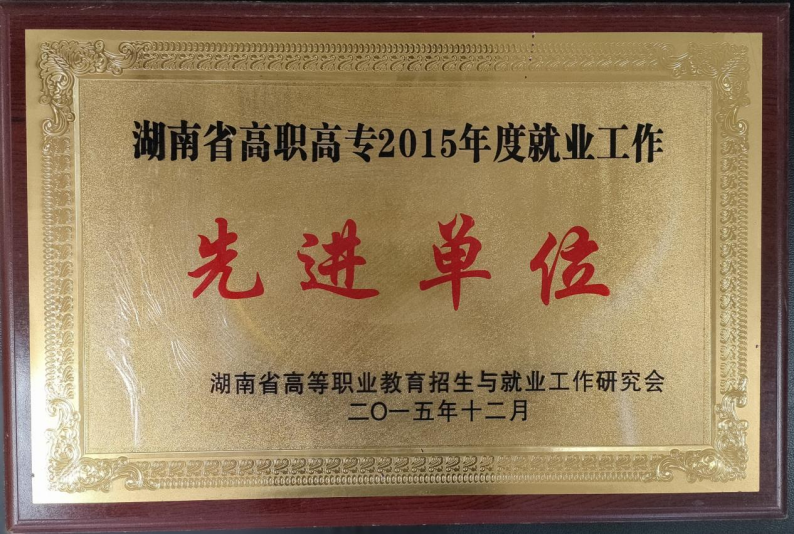 湖南省高职高专2015年度就业工作
先进单位
湖南省高等职业教育招生与就业工作研究会
二〇一五年十二月